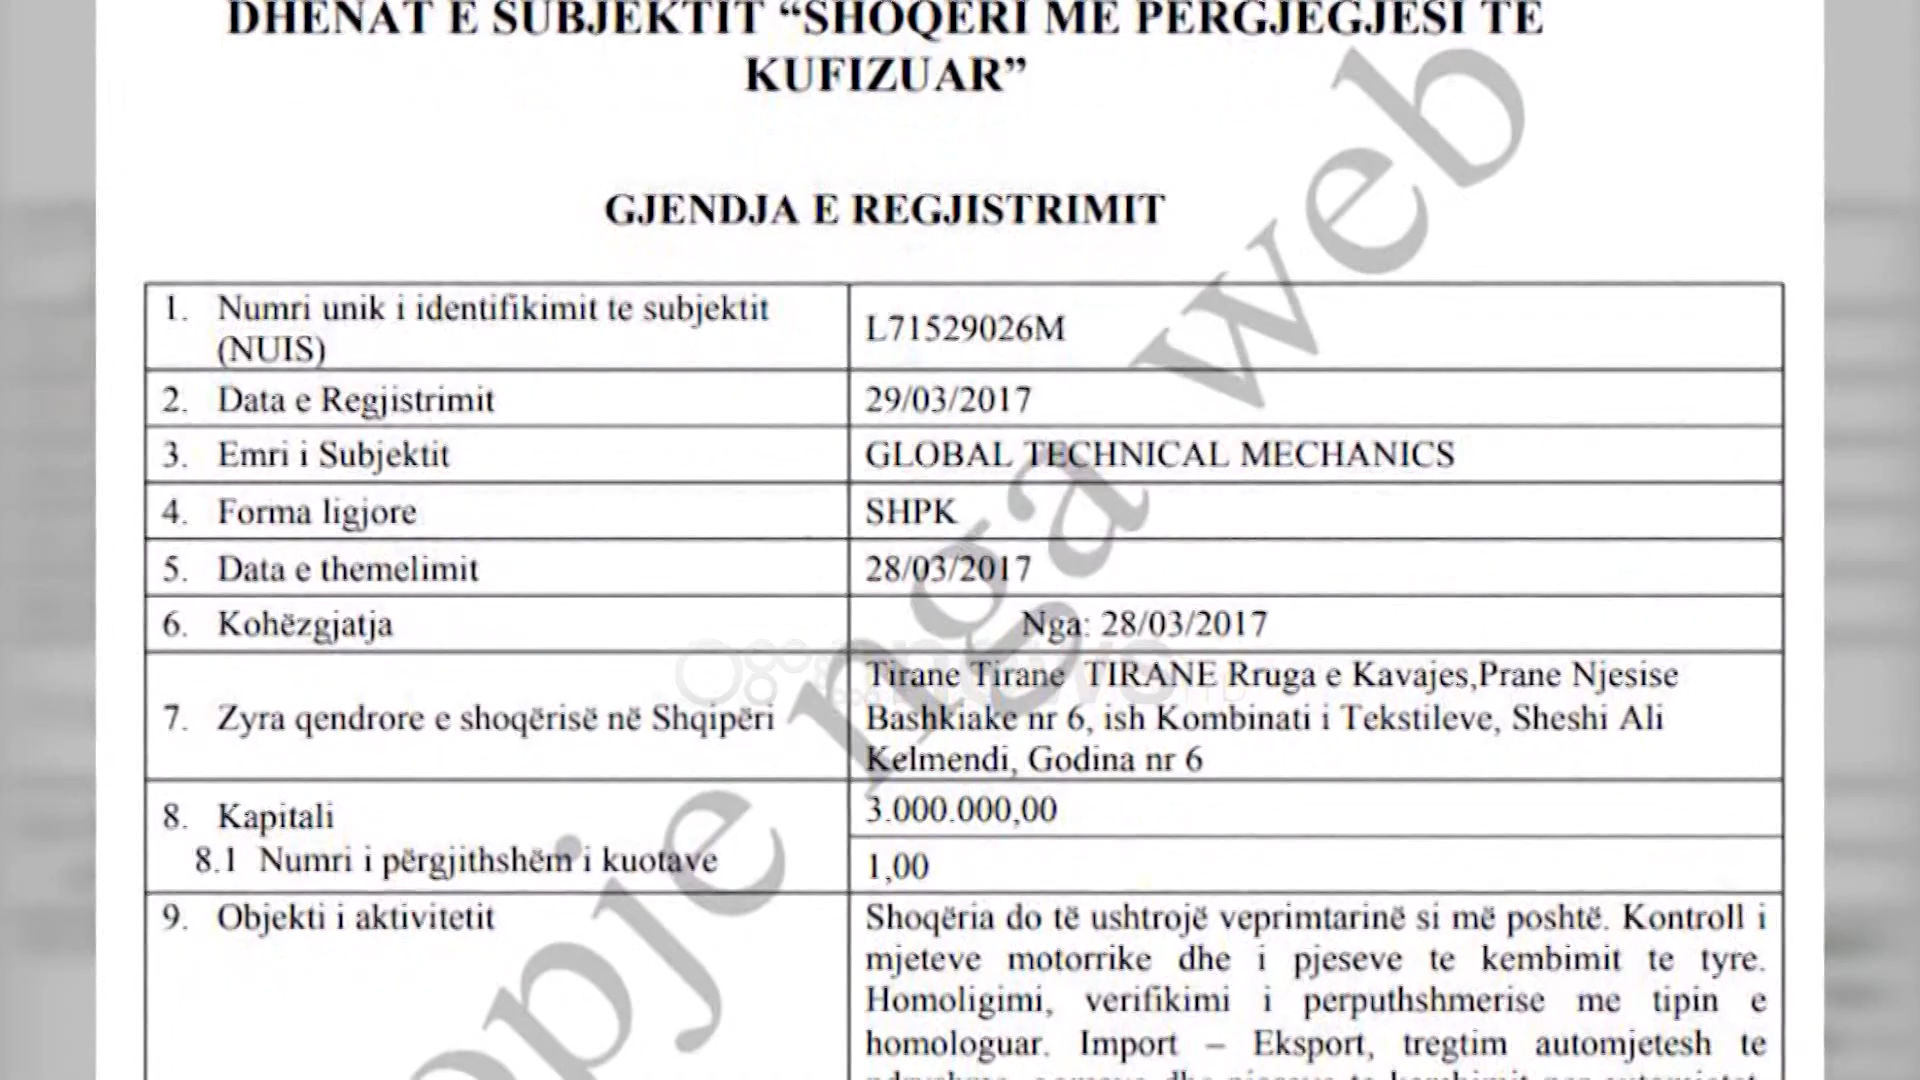 DHENAT E SUBJEKTIT “SHOQERI ME PERGJEGJESI TE
KUFIZUAR”
GJENDJA E REGJISTRIMIT
1. Numri unik i identifikimit te subjektit
(NUIS)
L71529026M
2. Data e Regjistrimit
29/03/2017
3. Emri i Subjektit
GLOBAL TECHNICAL MECHANICS
4. Forma ligjore
SHPK
5. Data e themelimit
28/03/2017
6. Kohëzgjatja
Nga: 28/03/2017
7. Zyra qendrore e shoqërisë në Shqipëri
Tirane Tirane TIRANE Rruga e Kavajes,Prane Njesise
Bashkiake nr 6, ish Kombinati i Tekstileve, Sheshi Ali
Kelmendi, Godina nr 6
8. Kapitali
3.000.000,00
8.1 Numri i përgjithshëm i kuotave
1,00
9. Objekti i aktivitetit
Shoqëria do të ushtrojë veprimtarinë si më poshtë. Kontroll i
mjeteve motorrike dhe i pjeseve te kembimit te tyre.
Homoligimi, verifikimi i perputhshmerise me tipin e
homologuar. Import – Eksport, tregtim automjetesh te
nga web
news